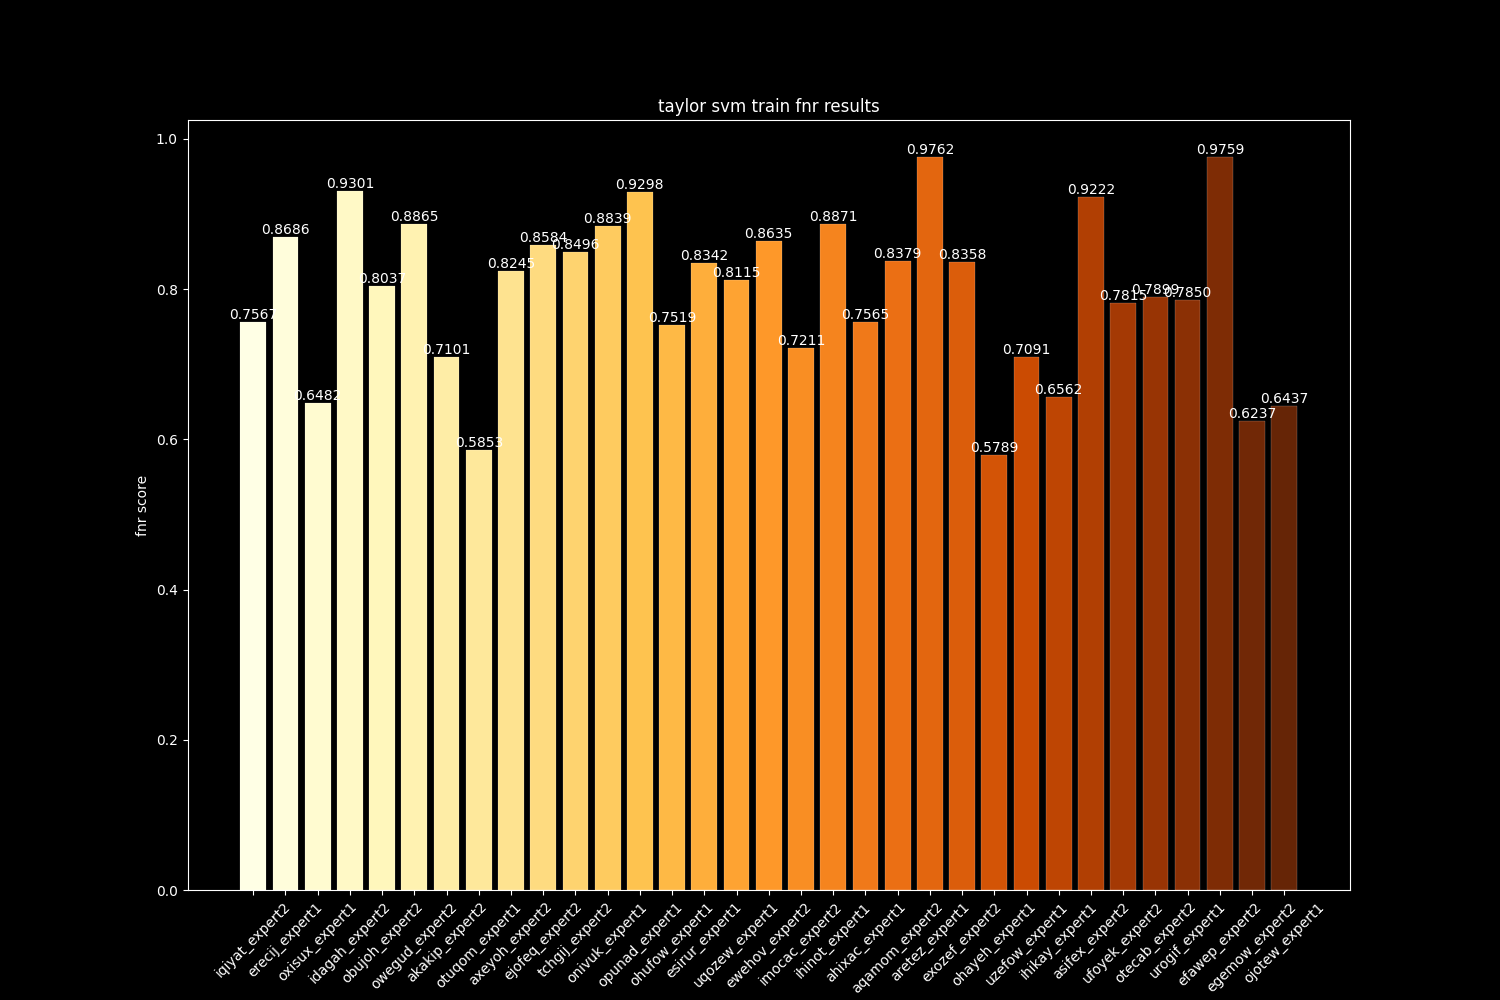 taylor svm train fnr results
1.0
0.8
0.6
0.4
0.2
0.0
fnr score
0.7567
0.8686
0.6482
0.9301
0.8037
0.8865
0.7101
0.5853
0.8245
0.8584
0.8496
0.8839
0.9298
0.7519
0.8342
0.8115
0.8635
0.7211
0.8871
0.7565
0.8379
0.9762
0.8358
0.5789
0.7091
0.6562
0.9222
0.7815
0.7899
0.7850
0.9759
0.6237
0.6437
iqjyat_expert2
erecij_expert1
oxisux_expert1
idagah_expert2
obujoh_expert2
owegud_expert2
akakip_expert2
otuqom_expert1
axeyoh_expert2
ejofeq_expert2
tchgjj_expert2
onivuk_expert1
opunad_expert1
ohufow_expert1
esirur_expert1
uqozew_expert1
ewehov_expert2
imocac_expert2
ihinot_expert1
ahixac_expert1
aqamom_expert2
aretez_expert1
exozef_expert2
ohayeh_expert1
uzefow_expert1
ihikay_expert1
asifex_expert2
ufoyek_expert2
otecab_expert2
urogif_expert1
efawep_expert2
egemow_expert2
ojotew_expert1